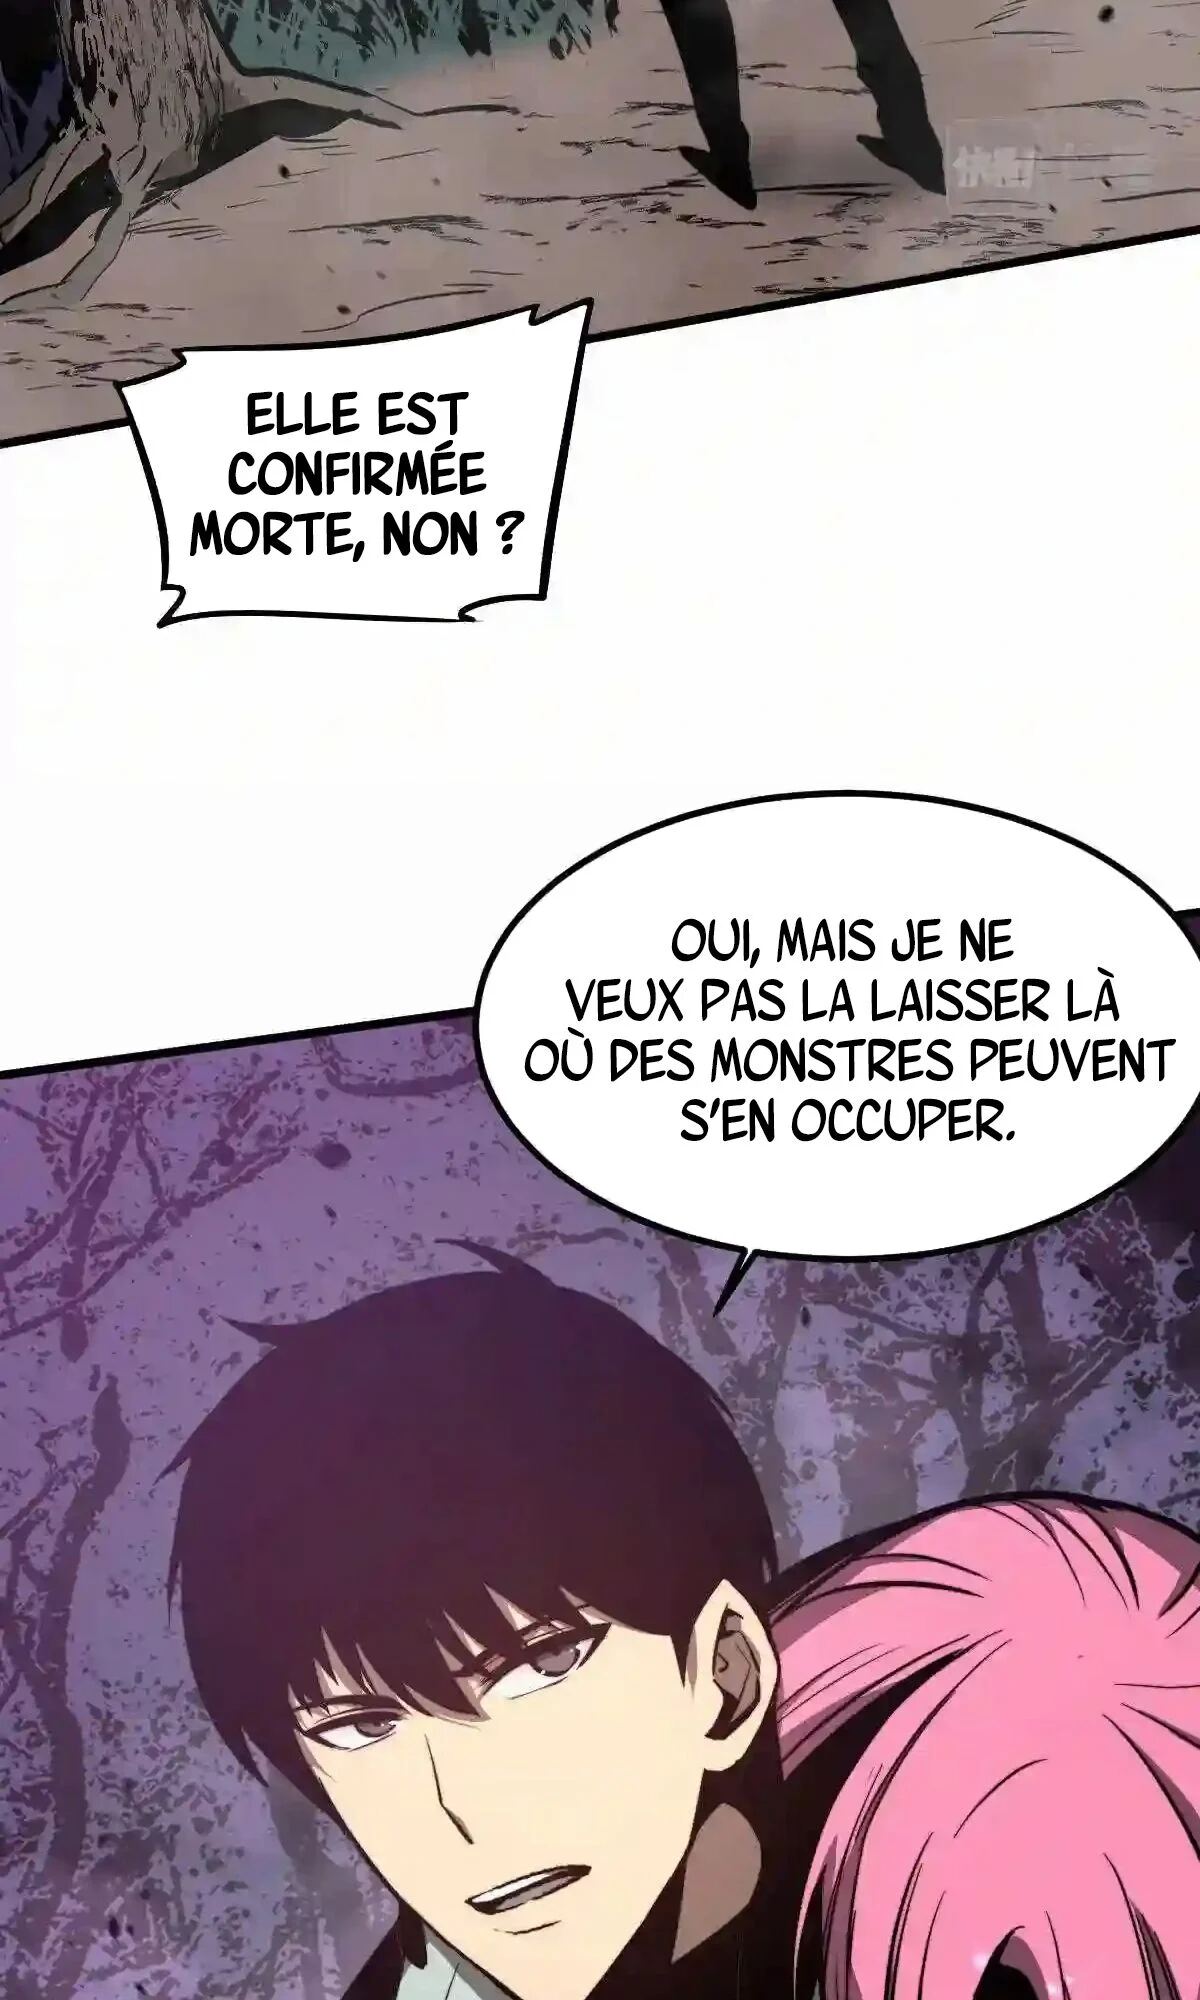 ELLE EST
CONFIRMÉE
MORTE, NON ?
OUI, MAIS JE NE
VEUX PAS LA LAISSER LÀ
OÙ DES MONSTRES PEUVENT
S'EN OCCUPER.